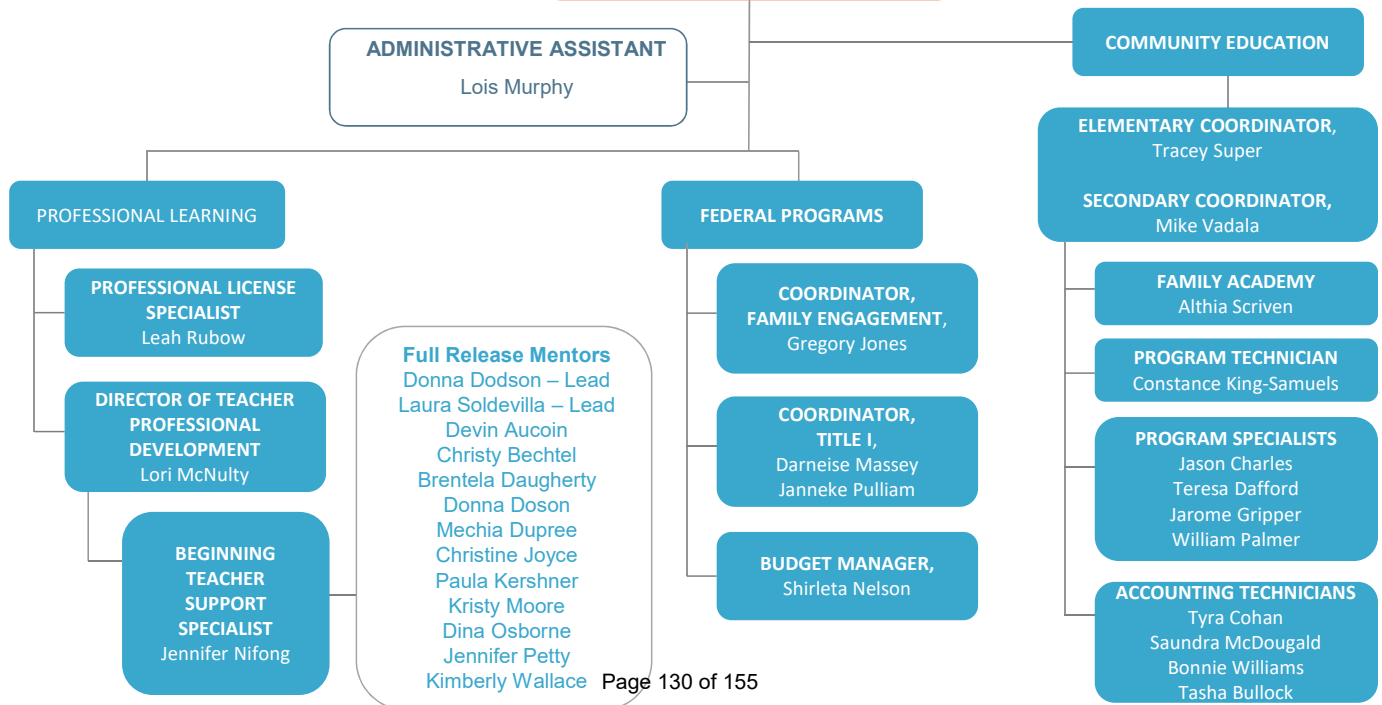 ADMINISTRATIVE ASSISTANT
Lois Murphy
COMMUNITY EDUCATION
ELEMENTARY COORDINATOR,
Tracey Super
SECONDARY COORDINATOR,
Mike Vadala
PROFESSIONAL LEARNING
FEDERAL PROGRAMS
PROFESSIONAL LICENSE
SPECIALIST
Leah Rubow
DIRECTOR OF TEACHER
PROFESSIONAL
DEVELOPMENT
Lori McNulty
BEGINNING
TEACHER
SUPPORT
SPECIALIST
Jennifer Nifong
Full Release Mentors
Donna Dodson – Lead
Laura Soldevilla – Lead
Devin Aucoin
Christy Bechtel
Brentela Daugherty
Donna Doson
Mechia Dupree
Christine Joyce
Paula Kershner
Kristy Moore
Dina Osborne
Jennifer Petty
Kimberly Wallace
COORDINATOR,
FAMILY ENGAGEMENT,
Gregory Jones
COORDINATOR,
TITLE I,
Darneise Massey
Janneke Pulliam
BUDGET MANAGER,
Shirleta Nelson
FAMILY ACADEMY
Althia Scriven
PROGRAM TECHNICIAN
Constance King-Samuels
PROGRAM SPECIALISTS
Jason Charles
Teresa Dafford
Jarome Gripper
William Palmer
ACCOUNTING TECHNICIANS
Tyra Cohan
Saundra McDougald
Bonnie Williams
Tasha Bullock
Page 130 of 155